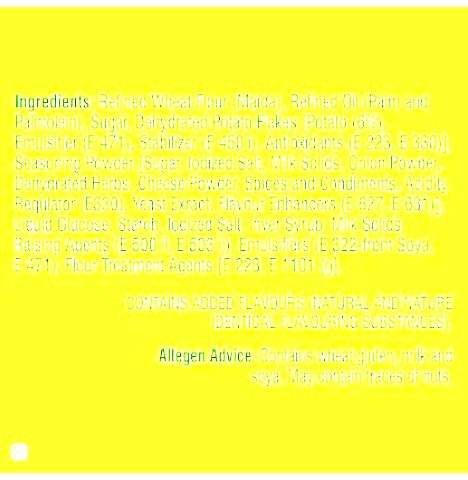 Ingredients: Refined Wheat Flour (Maida), Refined Oil (Palm and
Palmolein), Sugar, Dehydrated Potato Flakes [Potato
Emulsifier (E 471), Stabilizer (E 450 i), Antioxidants (E 223, E 330)],
Seasoning Powder [Sugar, Iodized Salt, Milk Solids, Onion Powder,
Dehydrated Herbs, Cheese Powder, Spices and Condiments, Acidity
Regulator (E330), Yeast Extract, Flavour Enhancers (E 627, E 631)],
Liquid Glucose, Starch, Iodized Salt, Invert Syrup, Milk Solids,
Raising Agents [E 500 ii, E 503 ii], Emulsifiers [E 322 from Soya,
E 471], Flour Treatment Agents [E 223, E 1101 (i)].
CONTAINS ADDED FLAVOURS (NATURAL AND NATURE
IDENTICAL FLAVOURING SUBSTANCES).
Allegen Advice: Contains wheat gluten, milk and
soya. May contain traces of nuts.